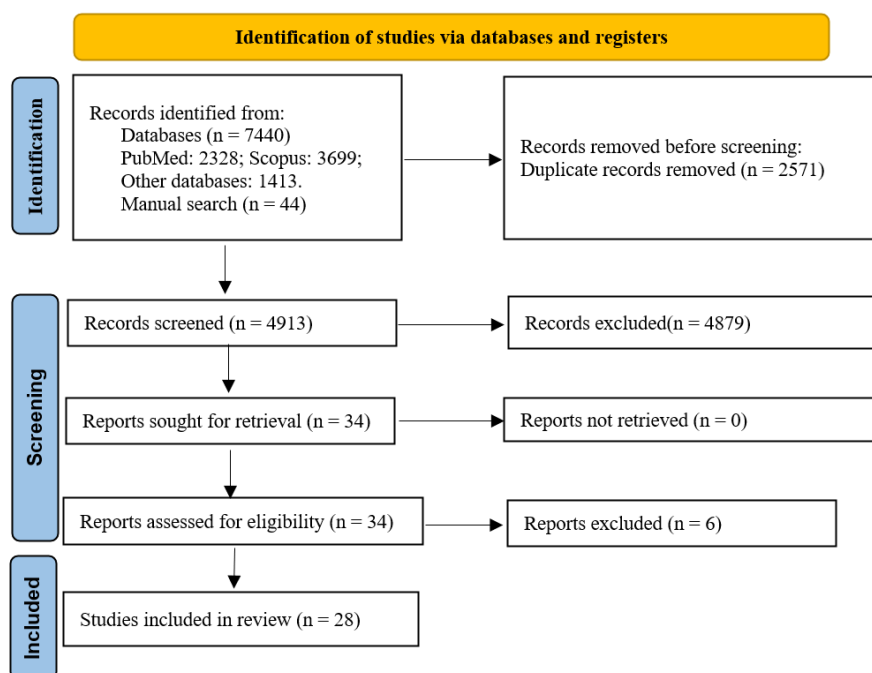 Identification of studies via databases and registers
Identification
Records identified from:
Databases (n = 7440)
PubMed: 2328; Scopus: 3699;
Other databases: 1413.
Manual search (n = 44)
Records removed before screening:
Duplicate records removed (n = 2571)
Screening
Records screened (n = 4913)
Records excluded(n = 4879)
Reports sought for retrieval (n = 34)
Reports not retrieved (n = 0)
Reports assessed for eligibility (n = 34)
Reports excluded (n = 6)
Included
Studies included in review (n = 28)